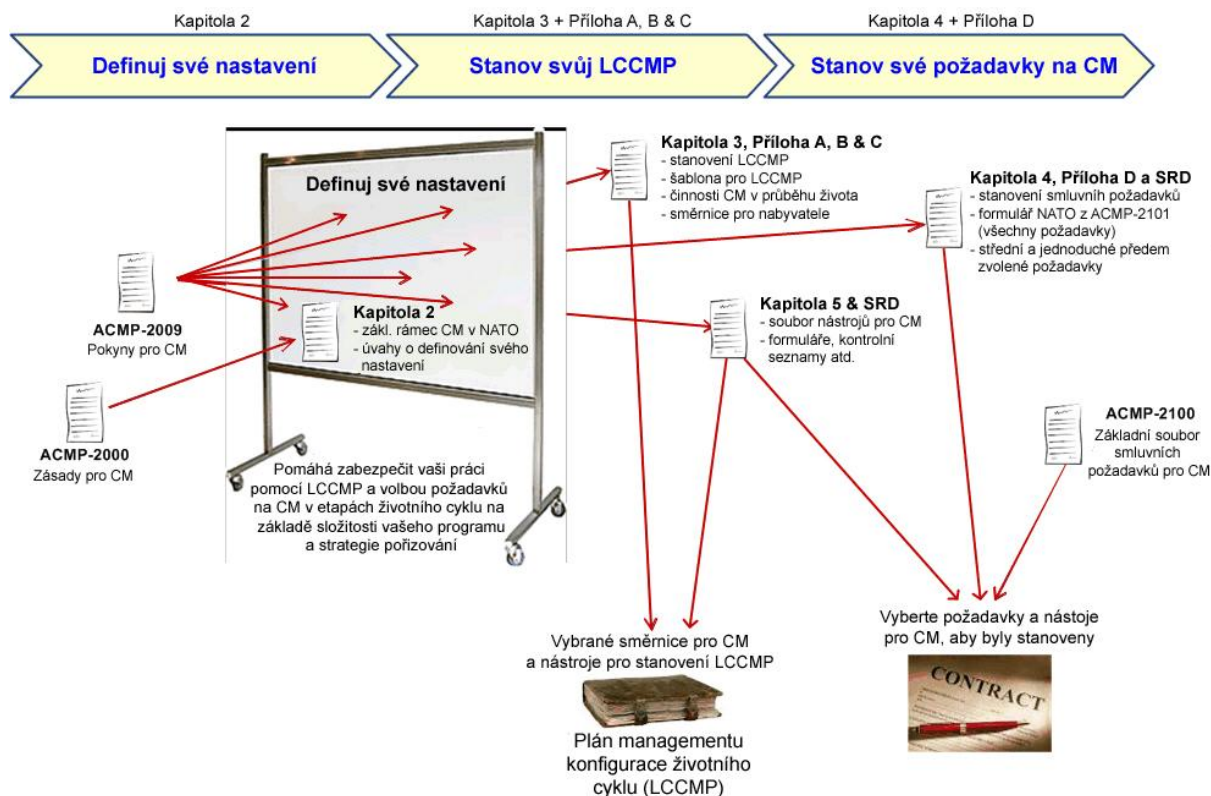 Kapitola 2
Kapitola 3 + Příloha A, B & C
Kapitola 4 + Příloha D
Definuj své nastavení
Stanov svůj LCCMP
Stanov své požadavky na CM
Definuj své nastavení
Kapitola 2
- zákl. rámec CM v NATO
- úvahy o definování svého
nastavení
ACMP-2009
Pokyny pro CM
ACMP-2000
Zásady pro CM
Pomáhá zabezpečit vaši práci
pomocí LCCMP a volbou požadavků
na CM v etapách životního cyklu na
základě složitosti vašeho programu
a strategie pořizování
Kapitola 3, Příloha A, B & C
- stanovení LCCMP
- šablona pro LCCMP
- činnosti CM v průběhu života
- směrnice pro nabyvatele
Kapitola 4, Příloha D a SRD
- stanovení smluvních požadavků
- formulář NATO z ACMP-2101
(všechny požadavky)
- střední a jednoduché předem
zvolené požadavky
Kapitola 5 & SRD
- soubor nástrojů pro CM
- formuláře, kontrolní
seznamy atd.
ACMP-2100
Základní soubor
smluvních
požadavků pro CM
Vybrané směrnice pro CM
a nástroje pro stanovení LCCMP
Plán managementu
konfigurace životního
cyklu (LCCMP)
Vyberte požadavky a nástoje
pro CM, aby byly stanoveny
CONTRACT